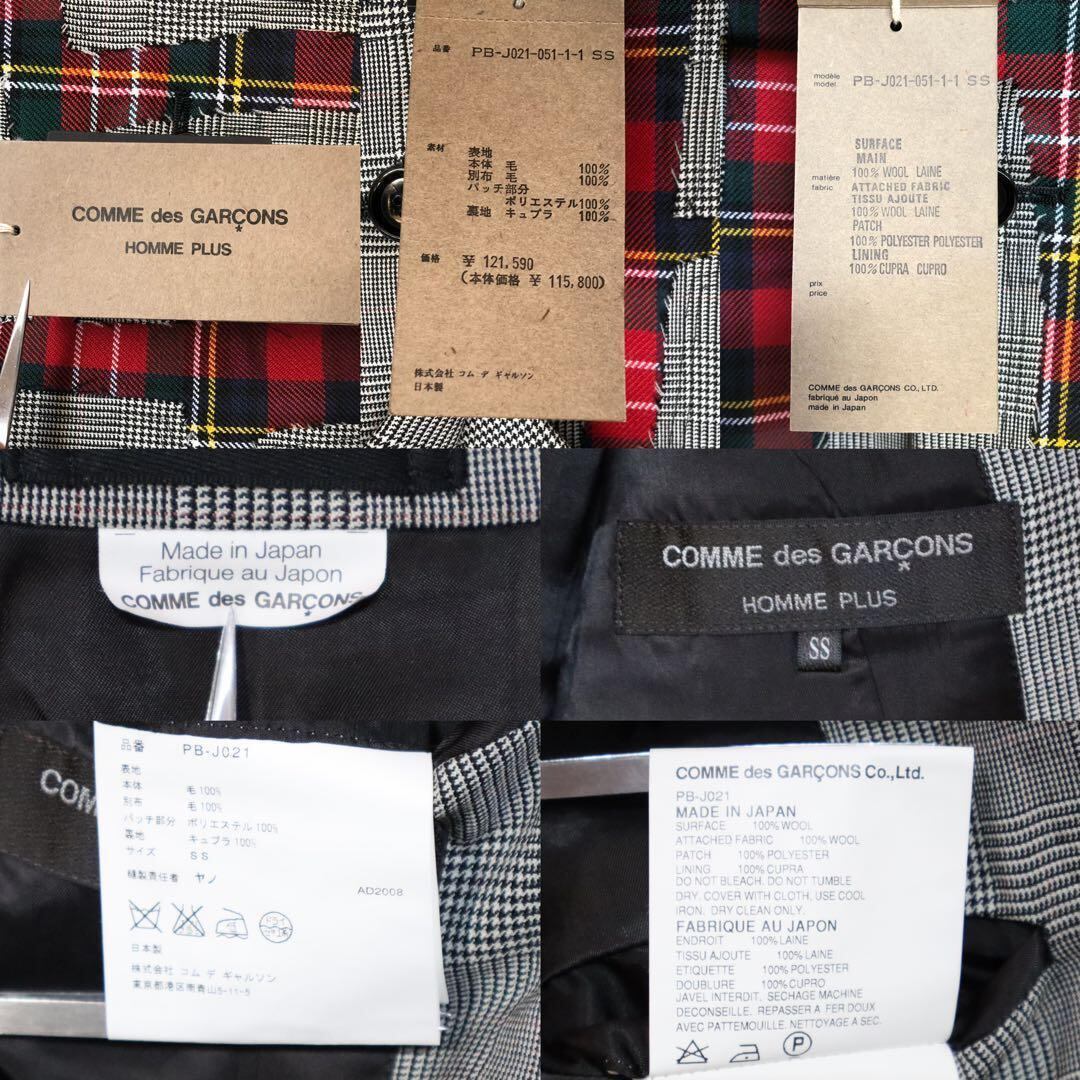 COMME des GARÇONS
HOMME PLUS
品番 PB-J021-051-1-1 SS
素材 表地
本体 毛 100%
別布 毛 100%
パッチ部分
ポリエステル100%
裏地 キュプラ 100%
価格 ¥ 121,590
(本体価格 ¥ 115,800)
株式会社 コム デ ギャルソン
日本製
modèle
model PB-J021-051-1-1 SS
SURFACE
MAIN
100% WOOL LAINE
matière
fabric ATTACHED FABRIC
TISSU AJOUTE
100% WOOL LAINE
PATCH
100% POLYESTER POLYESTER
LINING
100% CUPRA CUPRO
prix
price
COMME des GARÇONS CO., LTD.
fabriqué au Japon
made in Japan
Made in Japan
Fabrique au Japon
COMME des GARÇONS
COMME des GARÇONS
HOMME PLUS
SS
COM
品番 PB-J021
表地
本体 毛 100%
別布 毛 100%
パッチ部分 ポリエステル 100%
裏地 キュプラ 100%
サイズ SS
縫製責任者 ヤノ
AD2008
日本製
株式会社 コム デ ギャルソン
東京都港区南青山5-11-5
COMME des GARÇONS Co.,Ltd.
PB-J021
MADE IN JAPAN
SURFACE 100% WOOL
ATTACHED FABRIC 100% WOOL
PATCH 100% POLYESTER
LINING 100% CUPRA
DO NOT BLEACH. DO NOT TUMBLE
DRY. COVER WITH CLOTH, USE COOL
IRON. DRY CLEAN ONLY.
FABRIQUE AU JAPON
ENDROIT 100% LAINE
TISSU AJOUTE 100% LAINE
ETIQUETTE 100% POLYESTER
DOUBLURE 100% CUPRO
JAVEL INTERDIT. SECHAGE MACHINE
DECONSEILLE. REPASSER A FER DOUX
AVEC PATTEMOUILLE. NETTOYAGE A SEC.
P